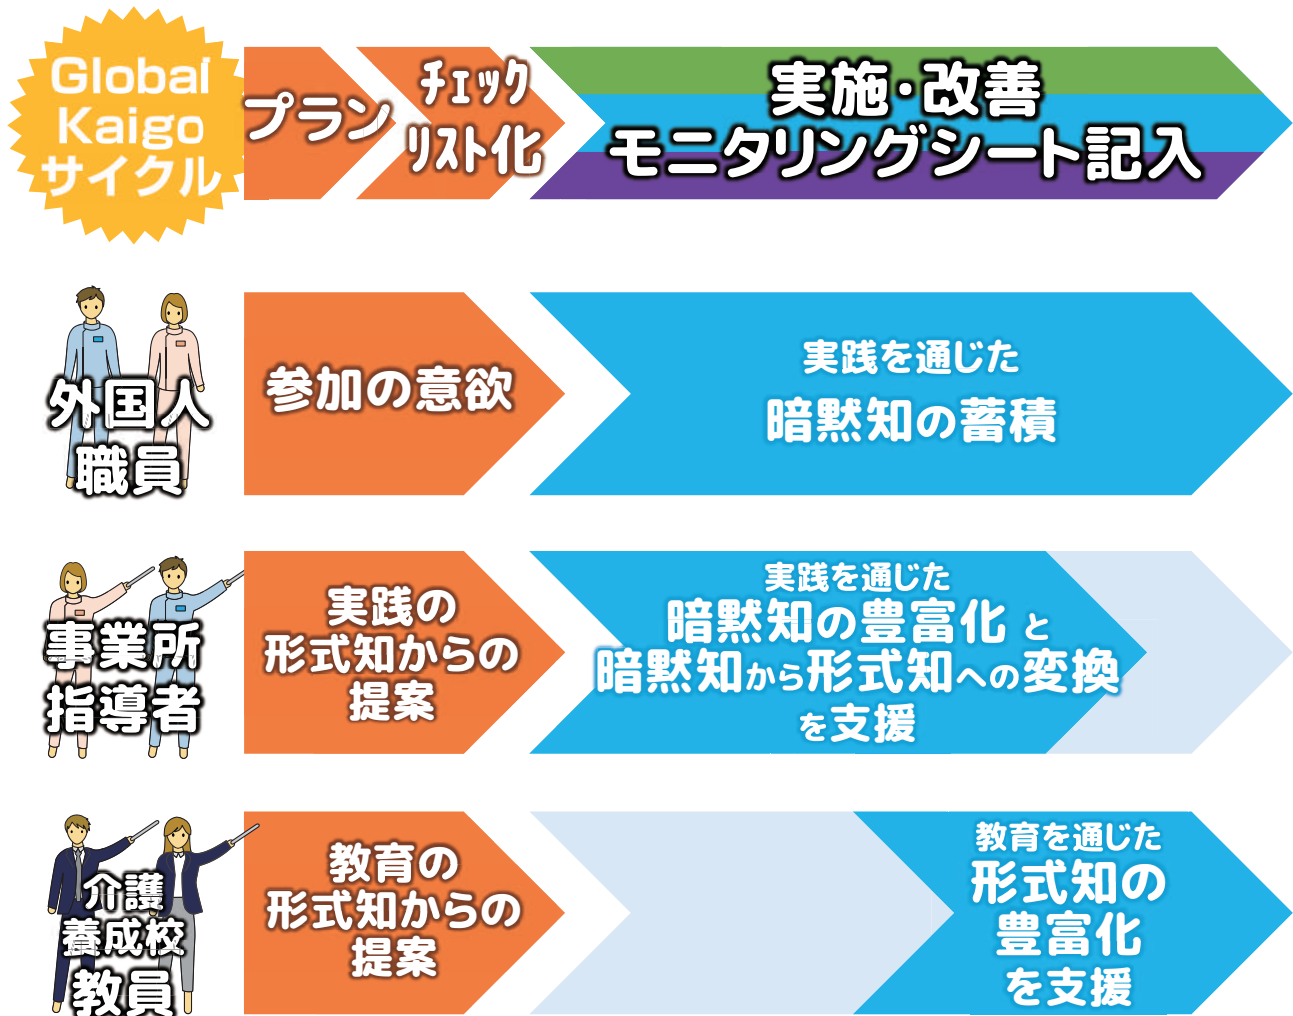 Global
Kaigo
サイクル
プラン
チェック
リスト化
実施・改善
モニタリングシート記入
外国人
職員
参加の意欲
実践を通じた
暗黙知の蓄積
事業所
指導者
実践の
形式知からの
提案
実践を通じた
暗黙知の豊富化 と
暗黙知から形式知への変換
を支援
介護
養成校
教員
教育の
形式知からの
提案
教育を通じた
形式知の
豊富化
を支援